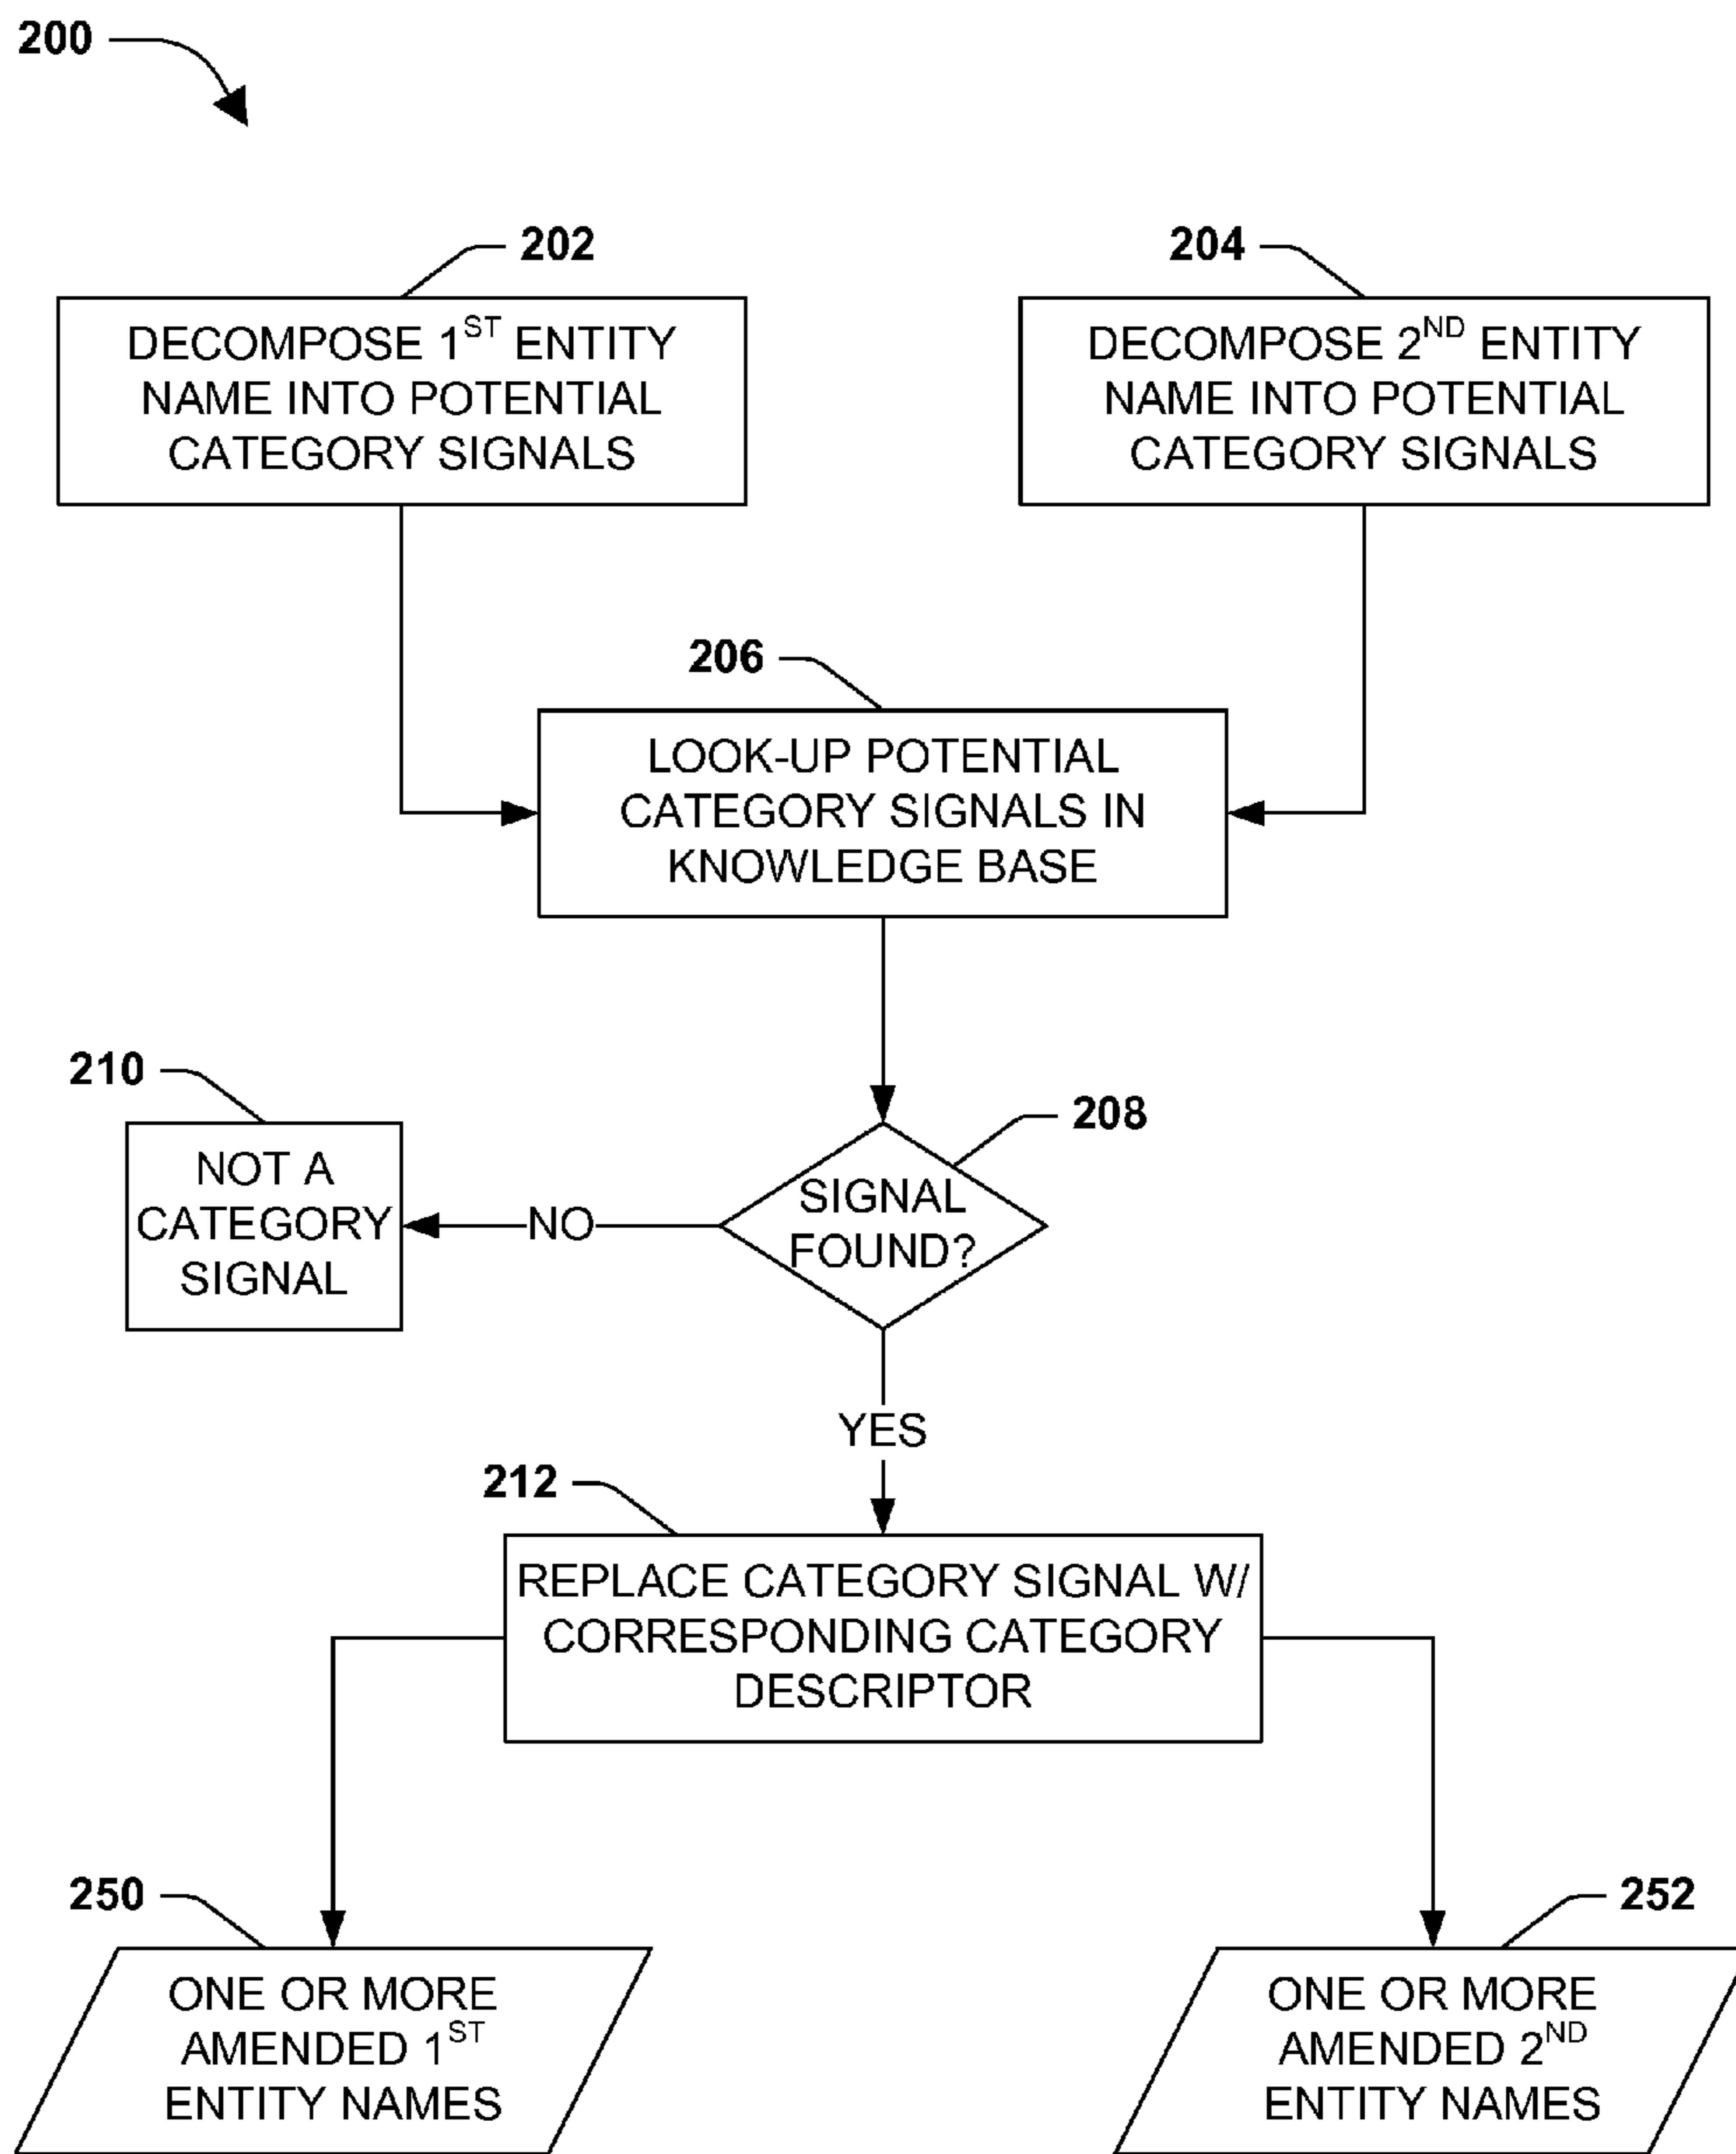 200
202
DECOMPOSE 1ST ENTITY
NAME INTO POTENTIAL
CATEGORY SIGNALS
204
DECOMPOSE 2ND ENTITY
NAME INTO POTENTIAL
CATEGORY SIGNALS
206
LOOK-UP POTENTIAL
CATEGORY SIGNALS IN
KNOWLEDGE BASE
208
SIGNAL
FOUND?
NO
210
NOT A
CATEGORY
SIGNAL
YES
212
REPLACE CATEGORY SIGNAL W/
CORRESPONDING CATEGORY
DESCRIPTOR
250
ONE OR MORE
AMENDED 1ST
ENTITY NAMES
252
ONE OR MORE
AMENDED 2ND
ENTITY NAMES